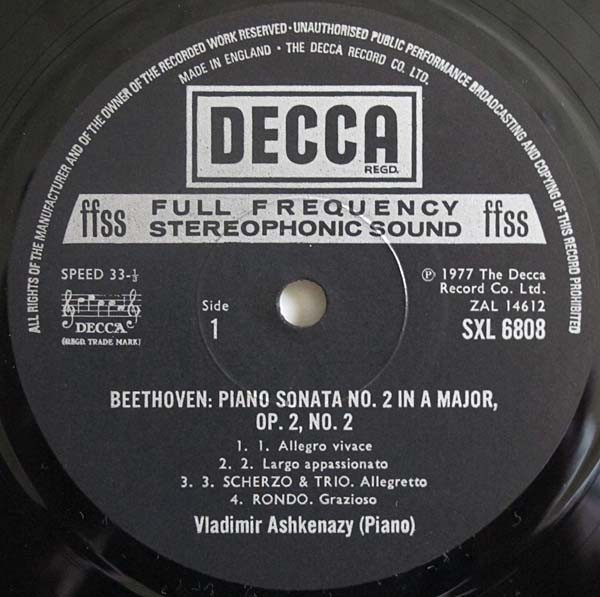 ALL RIGHTS OF THE MANUFACTURER AND OF THE OWNER OF THE RECORDED WORK RESERVED · UNAUTHORISED PUBLIC PERFORMANCE BROADCASTING AND COPYING OF THIS RECORD PROHIBITED
MADE IN ENGLAND · THE DECCA RECORD CO. LTD.
DECCA
REGD.
ffss FULL FREQUENCY STEREOPHONIC SOUND ffss
SPEED 33-⅓
DECCA
(REGD. TRADE MARK)
Side
1
℗ 1977 The Decca
Record Co. Ltd.
ZAL 14612
SXL 6808
BEETHOVEN: PIANO SONATA NO. 2 IN A MAJOR,
OP. 2, NO. 2
1. 1. Allegro vivace
2. 2. Largo appassionato
3. 3. SCHERZO & TRIO. Allegretto
4. RONDO. Grazioso
Vladimir Ashkenazy (Piano)